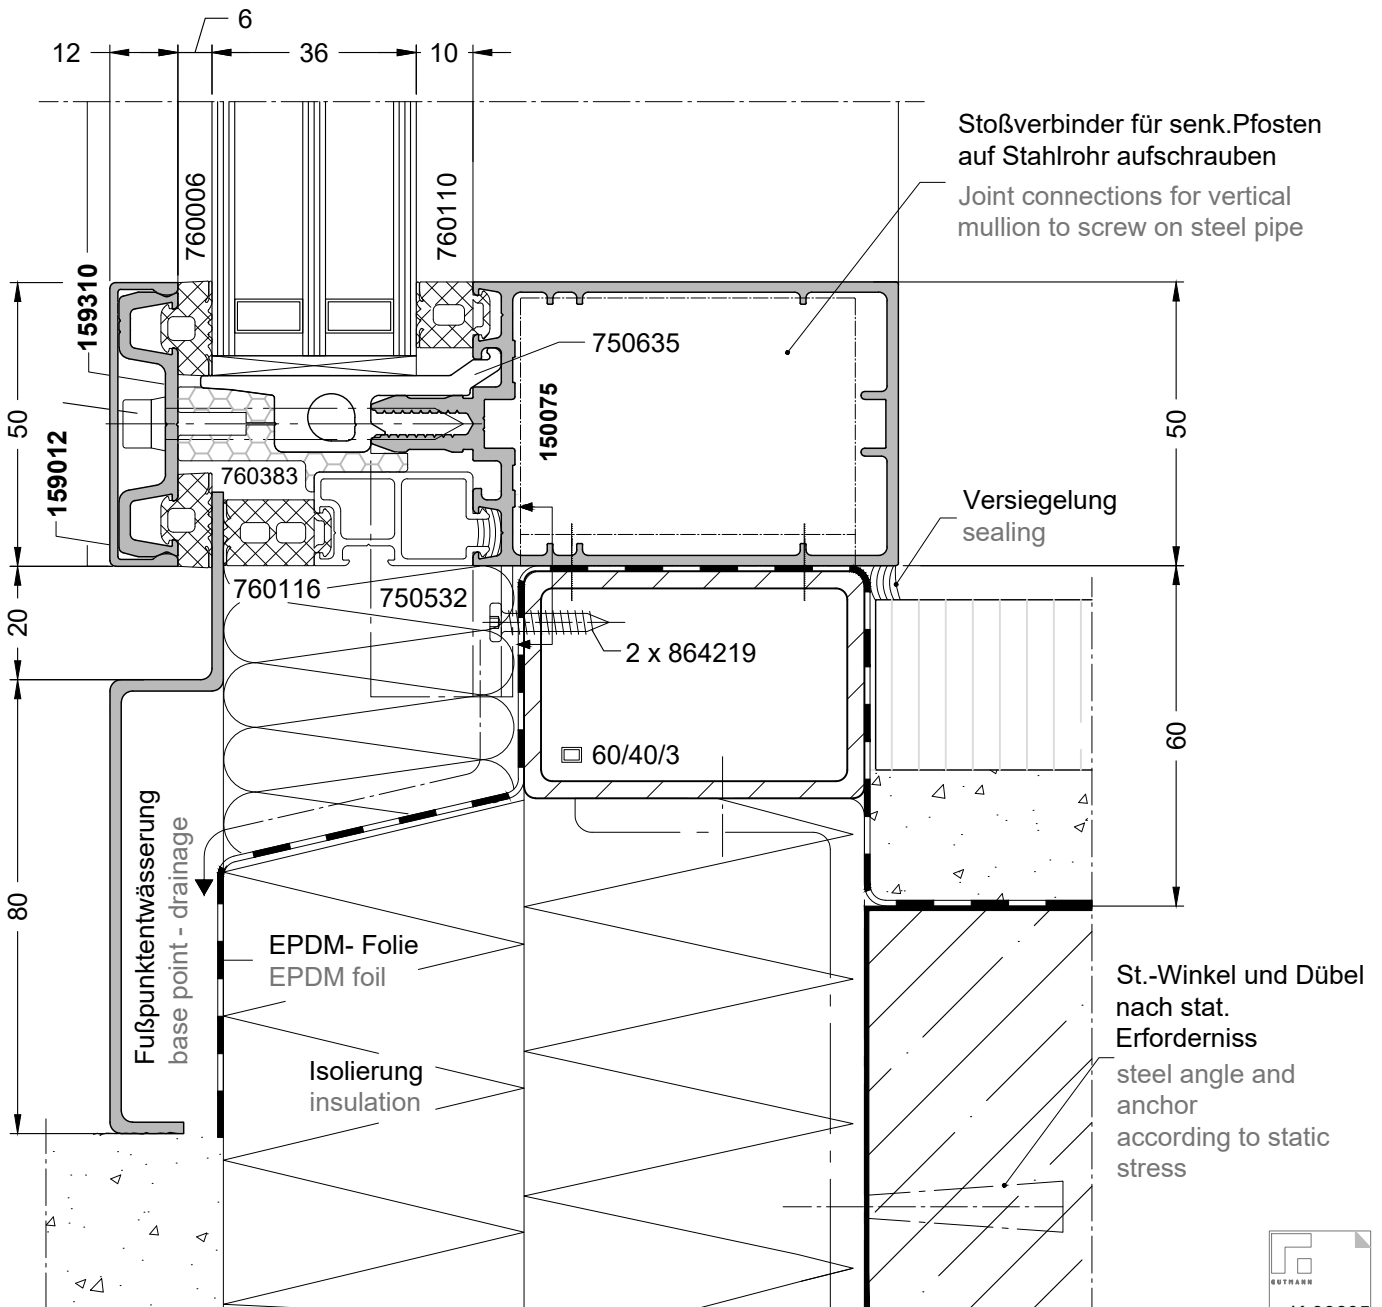 6
12
36
10
Stoßverbinder für senk.Pfosten
auf Stahlrohr aufschrauben
Joint connections for vertical
mullion to screw on steel pipe
760006
760110
159310
750635
150075
50
50
159012
760383
Versiegelung
sealing
760116
750532
20
2 x 864219
60/40/3
60
80
Fußpunktentwässerung
base point - drainage
EPDM- Folie
EPDM foil
Isolierung
insulation
St.-Winkel und Dübel
nach stat.
Erforderniss
steel angle and
anchor
according to static
stress
GUTMANN